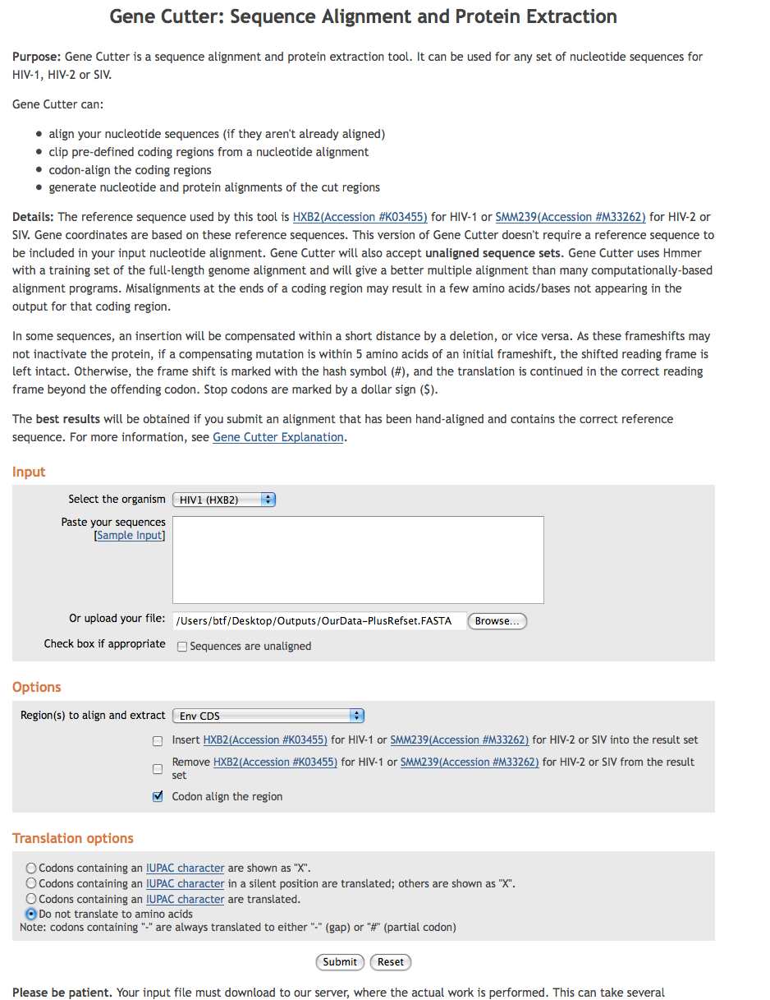 Gene Cutter: Sequence Alignment and Protein Extraction
Purpose: Gene Cutter is a sequence alignment and protein extraction tool. It can be used for any set of nucleotide sequences for
HIV-1, HIV-2 or SIV.
Gene Cutter can:
• align your nucleotide sequences (if they aren't already aligned)
• clip pre-defined coding regions from a nucleotide alignment
• codon-align the coding regions
• generate nucleotide and protein alignments of the cut regions
Details: The reference sequence used by this tool is HXB2(Accession #K03455) for HIV-1 or SMM239(Accession #M33262) for HIV-2 or
SIV. Gene coordinates are based on these reference sequences. This version of Gene Cutter doesn't require a reference sequence to
be included in your input nucleotide alignment. Gene Cutter will also accept unaligned sequence sets. Gene Cutter uses Hmmer
with a training set of the full-length genome alignment and will give a better multiple alignment than many computationally-based
alignment programs. Misalignments at the ends of a coding region may result in a few amino acids/bases not appearing in the
output for that coding region.
In some sequences, an insertion will be compensated within a short distance by a deletion, or vice versa. As these frameshifts may
not inactivate the protein, if a compensating mutation is within 5 amino acids of an initial frameshift, the shifted reading frame is
left intact. Otherwise, the frame shift is marked with the hash symbol (#), and the translation is continued in the correct reading
frame beyond the offending codon. Stop codons are marked by a dollar sign ($).
The best results will be obtained if you submit an alignment that has been hand-aligned and contains the correct reference
sequence. For more information, see Gene Cutter Explanation.
Input
Select the organism HIV1 (HXB2)
Paste your sequences
[Sample Input]
Or upload your file: /Users/btf/Desktop/Outputs/OurData-PlusRefset.FASTA Browse...
Check box if appropriate Sequences are unaligned
Options
Region(s) to align and extract Env CDS
Insert HXB2(Accession #K03455) for HIV-1 or SMM239(Accession #M33262) for HIV-2 or SIV into the result set
Remove HXB2(Accession #K03455) for HIV-1 or SMM239(Accession #M33262) for HIV-2 or SIV from the result
set
Codon align the region
Translation options
Codons containing an IUPAC character are shown as "X".
Codons containing an IUPAC character in a silent position are translated; others are shown as "X".
Codons containing an IUPAC character are translated.
Do not translate to amino acids
Note: codons containing "-" are always translated to either "-" (gap) or "#" (partial codon)
Submit Reset
Please be patient. Your input file must download to our server, where the actual work is performed. This can take several